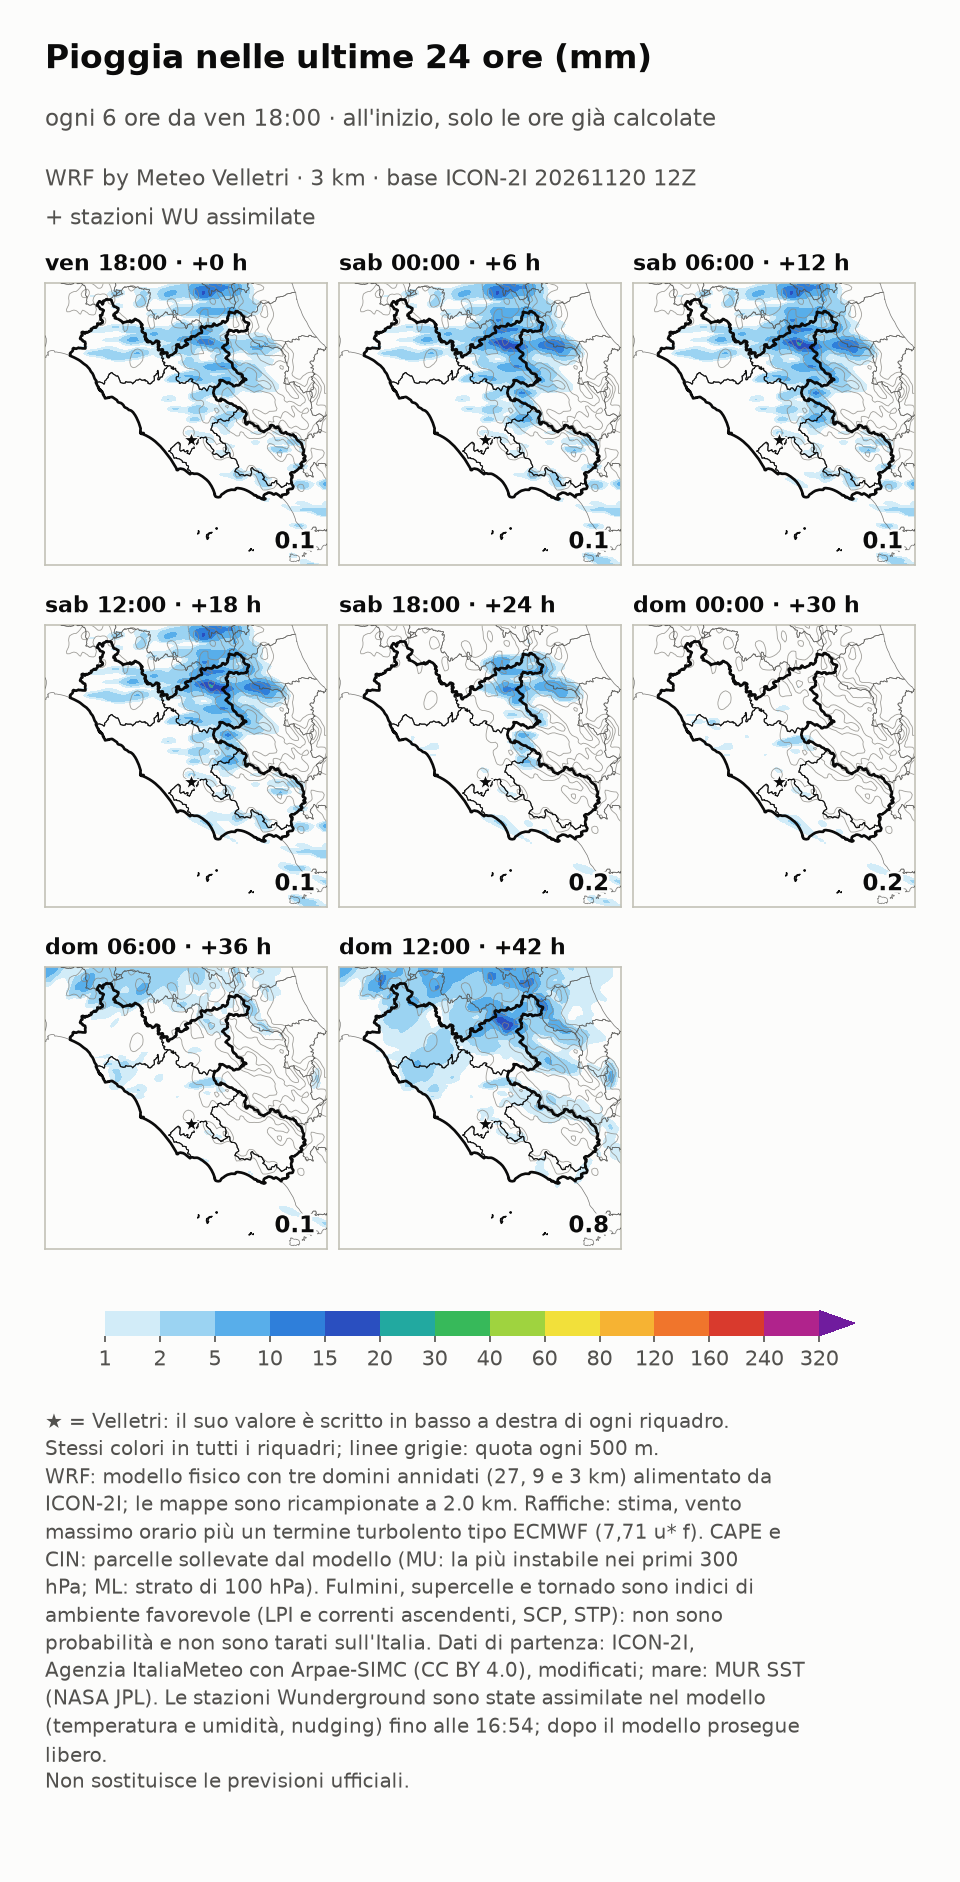 Pioggia nelle ultime 24 ore (mm)
ogni 6 ore da ven 18:00 · all'inizio, solo le ore già calcolate
WRF by Meteo Velletri · 3 km · base ICON-2I 20261120 12Z
+ stazioni WU assimilate
ven 18:00 · +0 h
sab 00:00 · +6 h
sab 06:00 · +12 h
0.1
0.1
0.1
sab 12:00 · +18 h
sab 18:00 · +24 h
dom 00:00 · +30 h
0.1
0.2
0.2
dom 06:00 · +36 h
dom 12:00 · +42 h
0.1
0.8
1 2 5 10 15 20 30 40 60 80 120 160 240 320
★ = Velletri: il suo valore è scritto in basso a destra di ogni riquadro.
Stessi colori in tutti i riquadri; linee grigie: quota ogni 500 m.
WRF: modello fisico con tre domini annidati (27, 9 e 3 km) alimentato da
ICON-2I; le mappe sono ricampionate a 2.0 km. Raffiche: stima, vento
massimo orario più un termine turbolento tipo ECMWF (7,71 u* f). CAPE e
CIN: parcelle sollevate dal modello (MU: la più instabile nei primi 300
hPa; ML: strato di 100 hPa). Fulmini, supercelle e tornado sono indici di
ambiente favorevole (LPI e correnti ascendenti, SCP, STP): non sono
probabilità e non sono tarati sull'Italia. Dati di partenza: ICON-2I,
Agenzia ItaliaMeteo con Arpae-SIMC (CC BY 4.0), modificati; mare: MUR SST
(NASA JPL). Le stazioni Wunderground sono state assimilate nel modello
(temperatura e umidità, nudging) fino alle 16:54; dopo il modello prosegue
libero.
Non sostituisce le previsioni ufficiali.